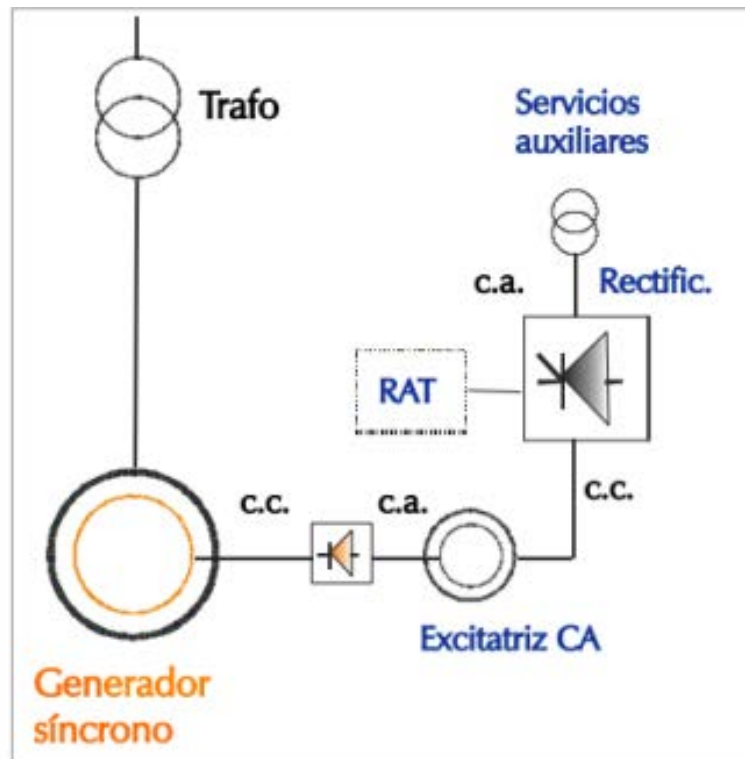 Trafo
Servicios
auxiliares
c.a.
Rectific.
RAT
c.c.
c.a.
c.c.
Excitatriz CA
Generador
síncrono